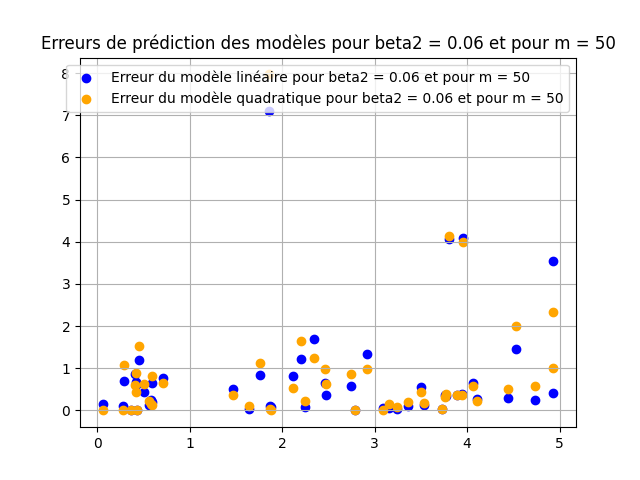 Erreurs de prédiction des modèles pour beta2 = 0.06 et pour m = 50
Erreur du modèle linéaire pour beta2 = 0.06 et pour m = 50
Erreur du modèle quadratique pour beta2 = 0.06 et pour m = 50
8
7
6
5
4
3
2
1
0
0 1 2 3 4 5